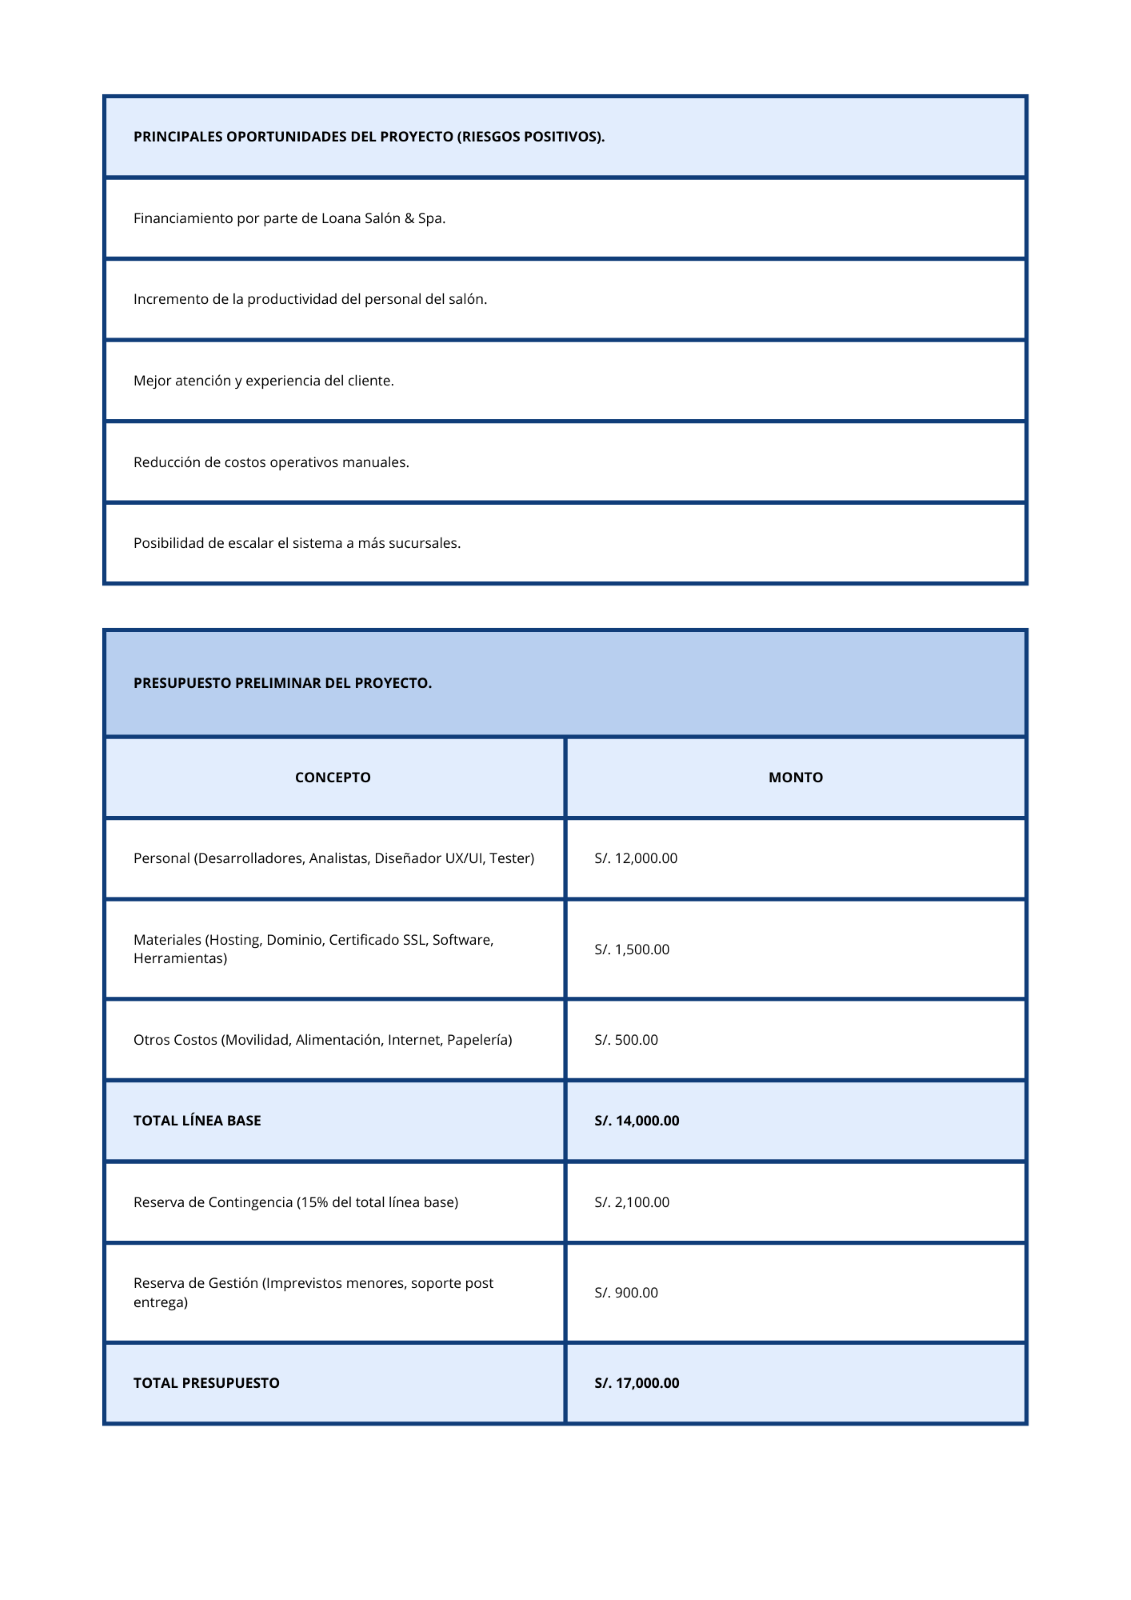 PRINCIPALES OPORTUNIDADES DEL PROYECTO (RIESGOS POSITIVOS).
Financiamiento por parte de Loana Salón & Spa.
Incremento de la productividad del personal del salón.
Mejor atención y experiencia del cliente.
Reducción de costos operativos manuales.
Posibilidad de escalar el sistema a más sucursales.
PRESUPUESTO PRELIMINAR DEL PROYECTO.
CONCEPTO
MONTO
Personal (Desarrolladores, Analistas, Diseñador UX/UI, Tester)
S/. 12,000.00
Materiales (Hosting, Dominio, Certificado SSL, Software,
Herramientas)
S/. 1,500.00
Otros Costos (Movilidad, Alimentación, Internet, Papelería)
S/. 500.00
TOTAL LÍNEA BASE
S/. 14,000.00
Reserva de Contingencia (15% del total línea base)
S/. 2,100.00
Reserva de Gestión (Imprevistos menores, soporte post
entrega)
S/. 900.00
TOTAL PRESUPUESTO
S/. 17,000.00